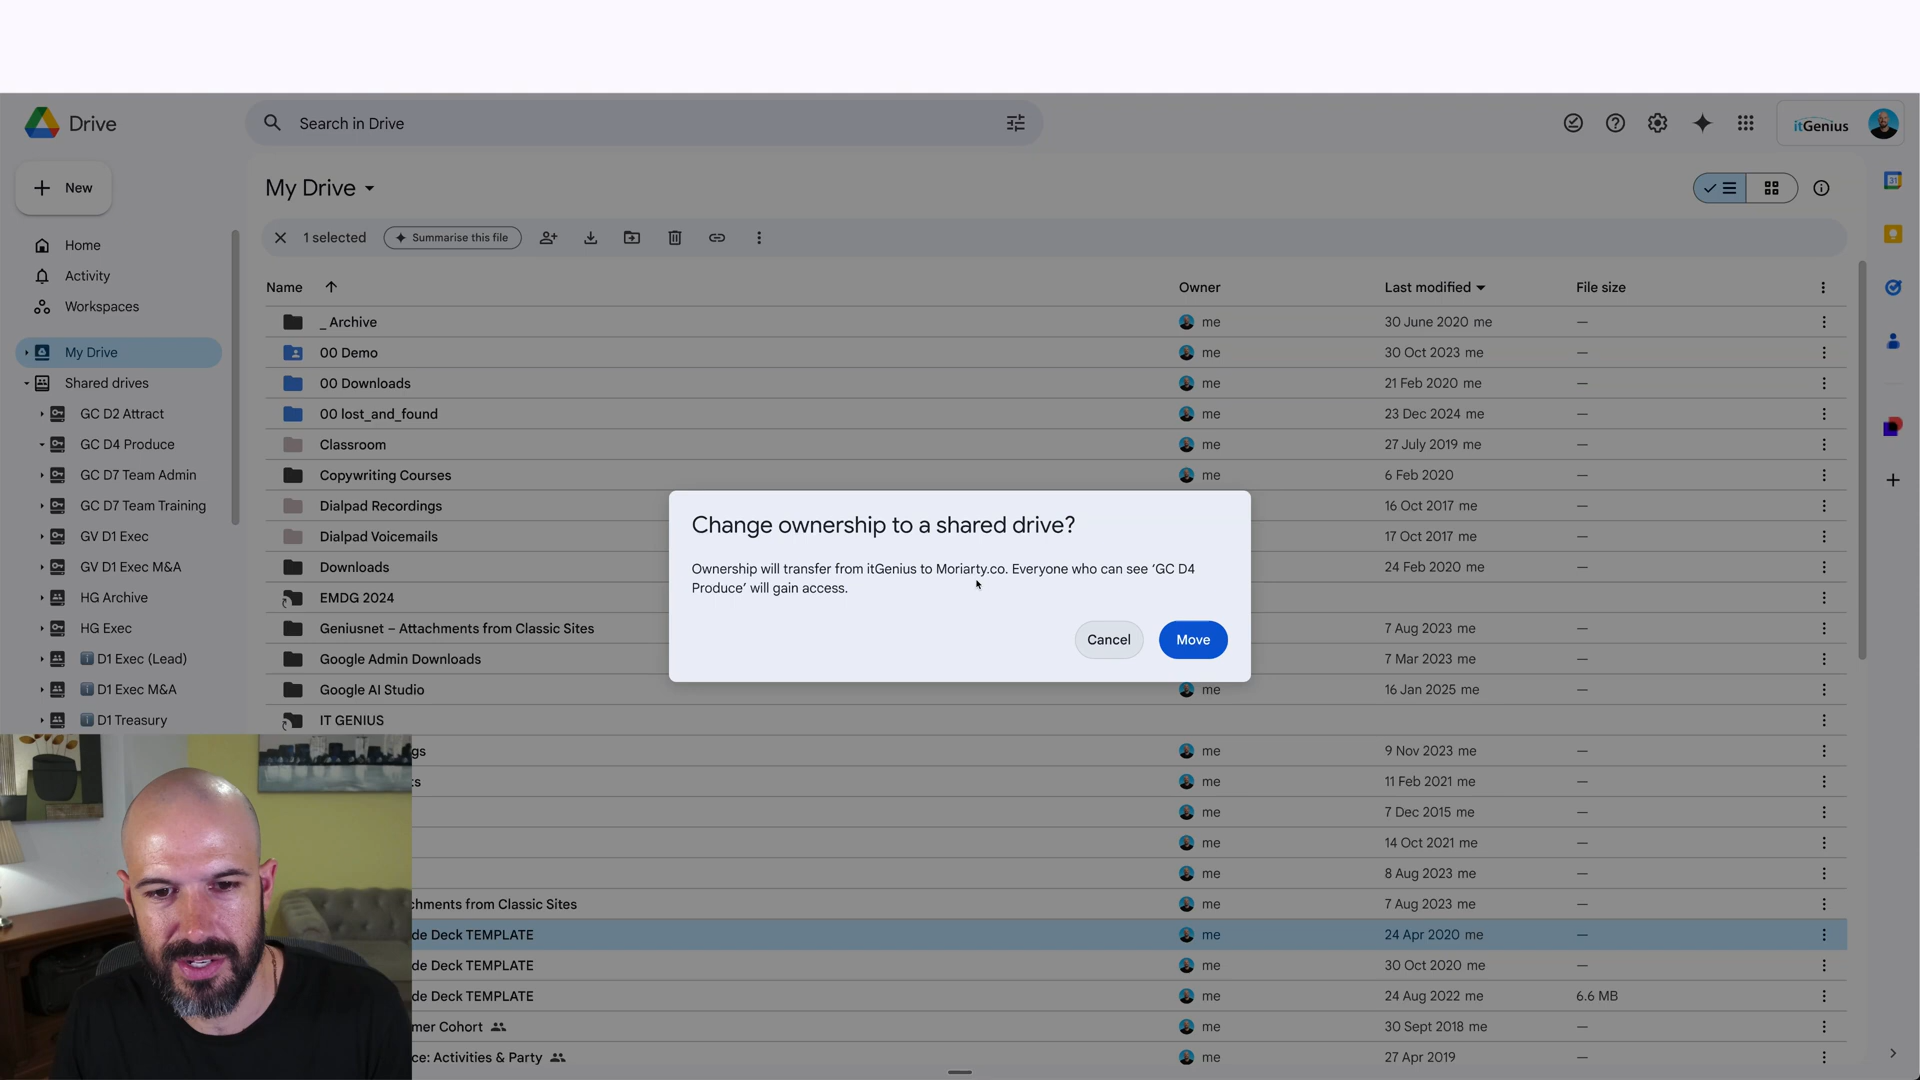 Drive
Search in Drive
itGenius
New
My Drive
1 selected
Summarise this file
Home
Activity
Workspaces
My Drive
Shared drives
GC D2 Attract
GC D4 Produce
GC D7 Team Admin
GC D7 Team Training
GV D1 Exec
GV D1 Exec M&A
HG Archive
HG Exec
D1 Exec (Lead)
D1 Exec M&A
D1 Treasury
Name Owner Last modified File size
_ Archive me 30 June 2020 me —
00 Demo me 30 Oct 2023 me —
00 Downloads me 21 Feb 2020 me —
00 lost_and_found me 23 Dec 2024 me —
Classroom me 27 July 2019 me —
Copywriting Courses me 6 Feb 2020 —
Dialpad Recordings 16 Oct 2017 me —
Dialpad Voicemails 17 Oct 2017 me —
Downloads 24 Feb 2020 me —
EMDG 2024
Geniusnet – Attachments from Classic Sites 7 Aug 2023 me —
Google Admin Downloads 7 Mar 2023 me —
Google AI Studio me 16 Jan 2025 me —
IT GENIUS
gs me 9 Nov 2023 me —
ts me 11 Feb 2021 me —
me 7 Dec 2015 me —
me 14 Oct 2021 me —
me 8 Aug 2023 me —
chments from Classic Sites me 7 Aug 2023 me —
de Deck TEMPLATE me 24 Apr 2020 me —
de Deck TEMPLATE me 30 Oct 2020 me —
de Deck TEMPLATE me 24 Aug 2022 me 6.6 MB
mer Cohort me 30 Sept 2018 me —
ce: Activities & Party me 27 Apr 2019 —
Change ownership to a shared drive?
Ownership will transfer from itGenius to Moriarty.co. Everyone who can see ‘GC D4
Produce’ will gain access.
Cancel
Move
31